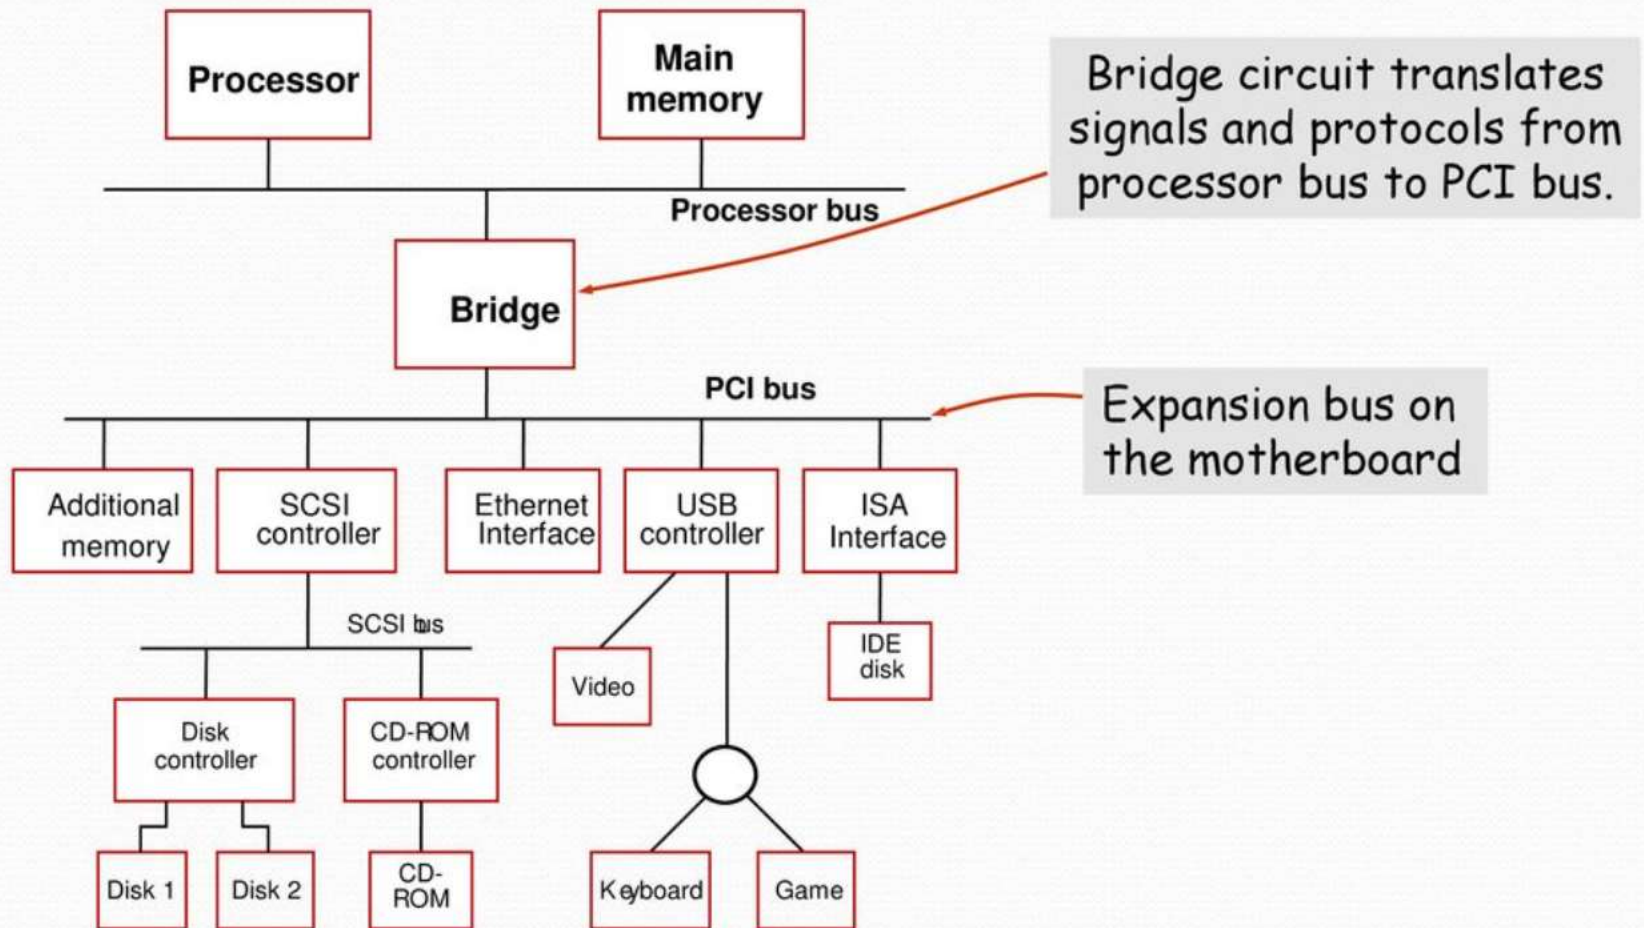 Processor
Main
memory
Bridge circuit translates
signals and protocols from
processor bus to PCI bus.
Processor bus
Bridge
PCI bus
Expansion bus on
the motherboard
Additional
memory
SCSI
controller
Ethernet
Interface
USB
controller
ISA
Interface
SCSI bus
IDE
disk
Video
Disk
controller
CD-ROM
controller
Disk 1
Disk 2
CD-
ROM
Keyboard
Game